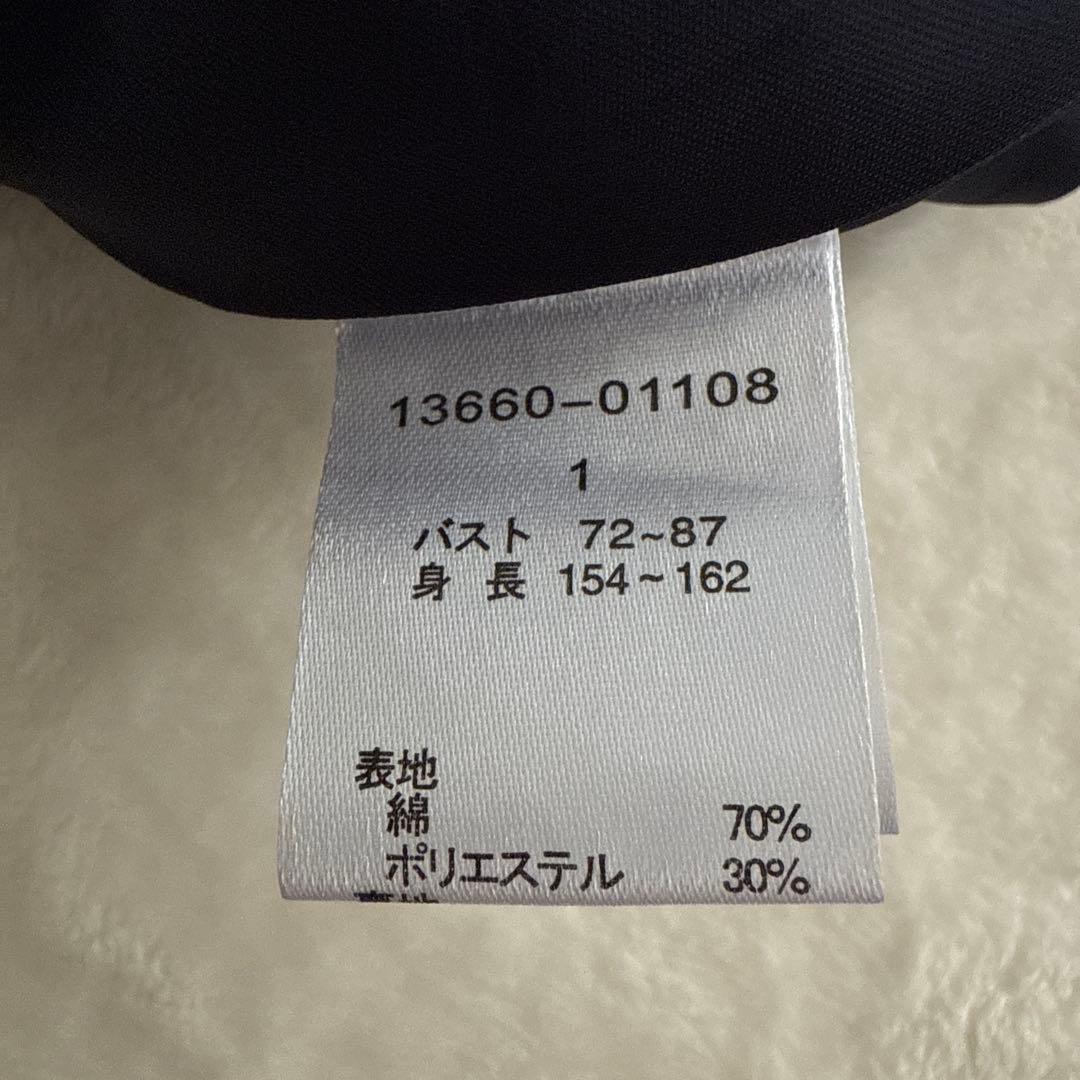 13660-01108
1
バスト 72~87
身長 154~162
表地
綿 70%
ポリエステル 30%